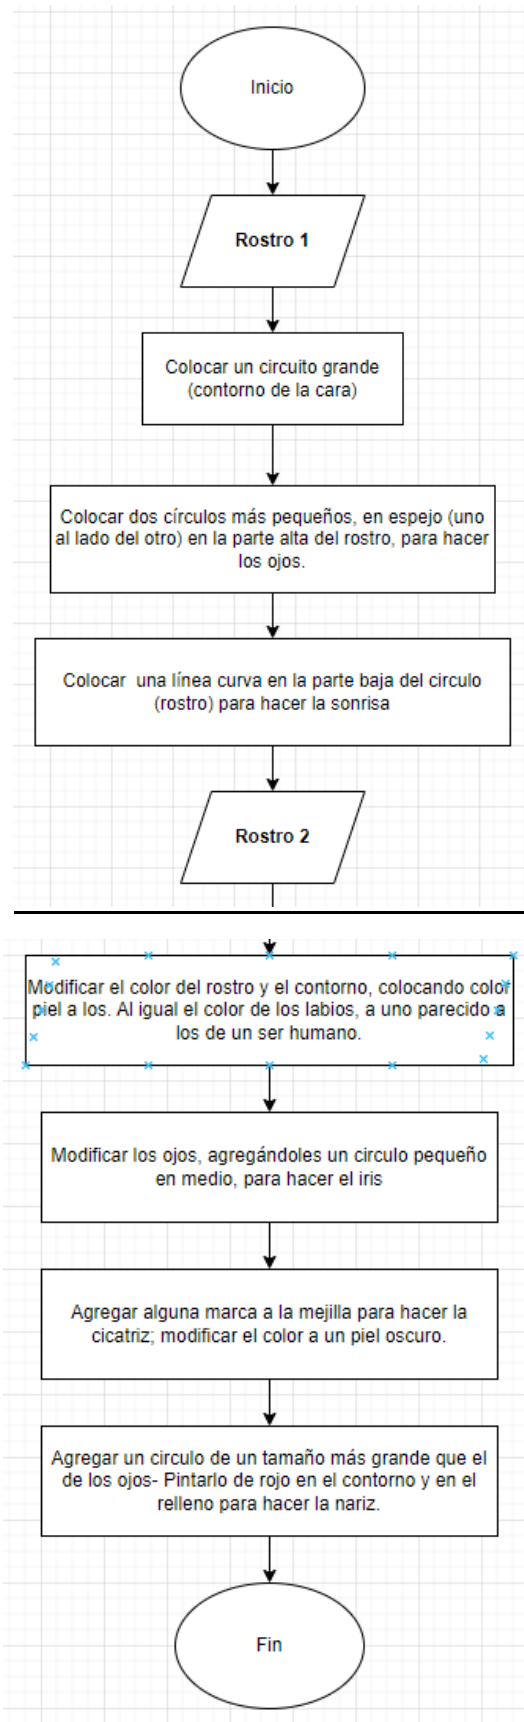 Inicio
Rostro 1
Colocar un circuito grande
(contorno de la cara)
Colocar dos círculos más pequeños, en espejo (uno
al lado del otro) en la parte alta del rostro, para hacer
los ojos.
Colocar una línea curva en la parte baja del circulo
(rostro) para hacer la sonrisa
Rostro 2
Modificar el color del rostro y el contorno, colocando color
piel a los. Al igual el color de los labios, a uno parecido a
los de un ser humano.
Modificar los ojos, agregándoles un circulo pequeño
en medio, para hacer el iris
Agregar alguna marca a la mejilla para hacer la
cicatriz; modificar el color a un piel oscuro.
Agregar un circulo de un tamaño más grande que el
de los ojos- Pintarlo de rojo en el contorno y en el
relleno para hacer la nariz.
Fin